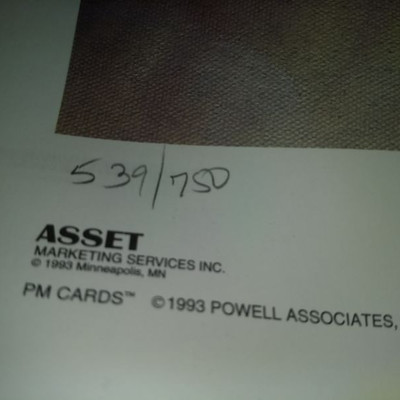 539/750
ASSET
MARKETING SERVICES INC.
© 1993 Minneapolis, MN
PM CARDS™ ©1993 POWELL ASSOCIATES,